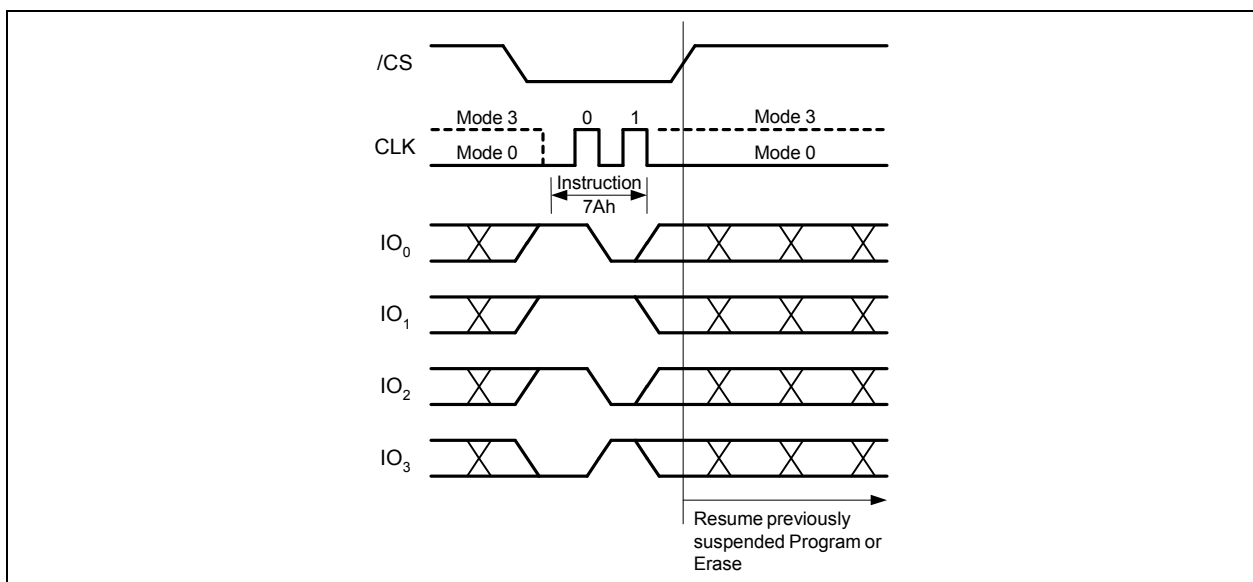 /CS
Mode 3 0 1 Mode 3
CLK
Mode 0 Mode 0
Instruction
7Ah
IO0
IO1
IO2
IO3
Resume previously
suspended Program or
Erase